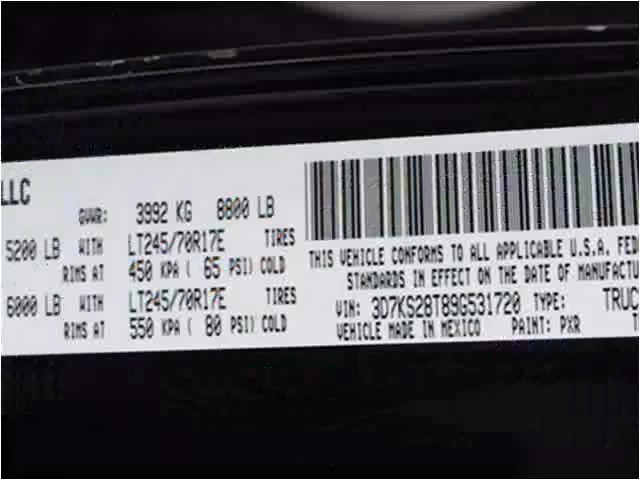 LLC
GVWR: 3992 KG 8800 LB
5200 LB WITH LT245/70R17E TIRES
RIMS AT 450 KPA ( 65 PSI) COLD
6000 LB WITH LT245/70R17E TIRES
RIMS AT 550 KPA ( 80 PSI) COLD
THIS VEHICLE CONFORMS TO ALL APPLICABLE U.S.A. FED
STANDARDS IN EFFECT ON THE DATE OF MANUFACTU
VIN: 3D7KS28T89G531720 TYPE: TRUC
VEHICLE MADE IN MEXICO PAINT: PXR T